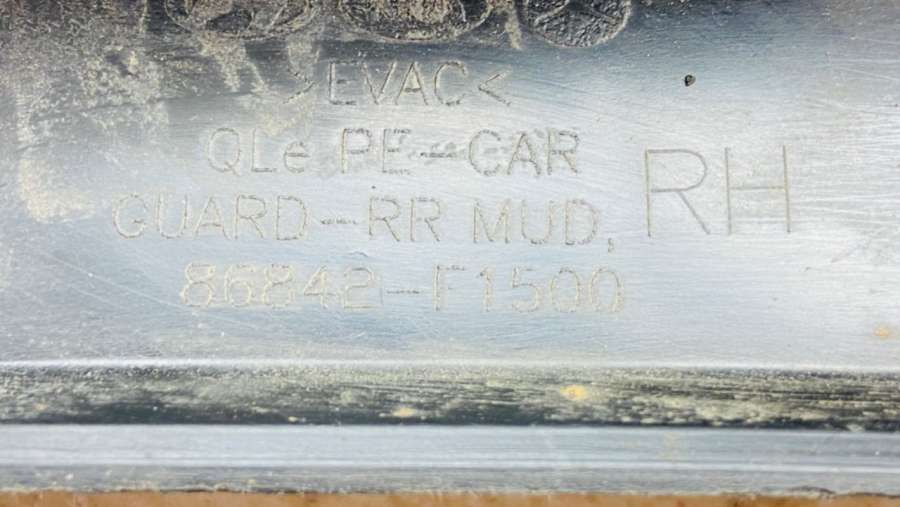 >EVAC<
QLe PE-CAR
GUARD-RR MUD, RH
86842-F1500